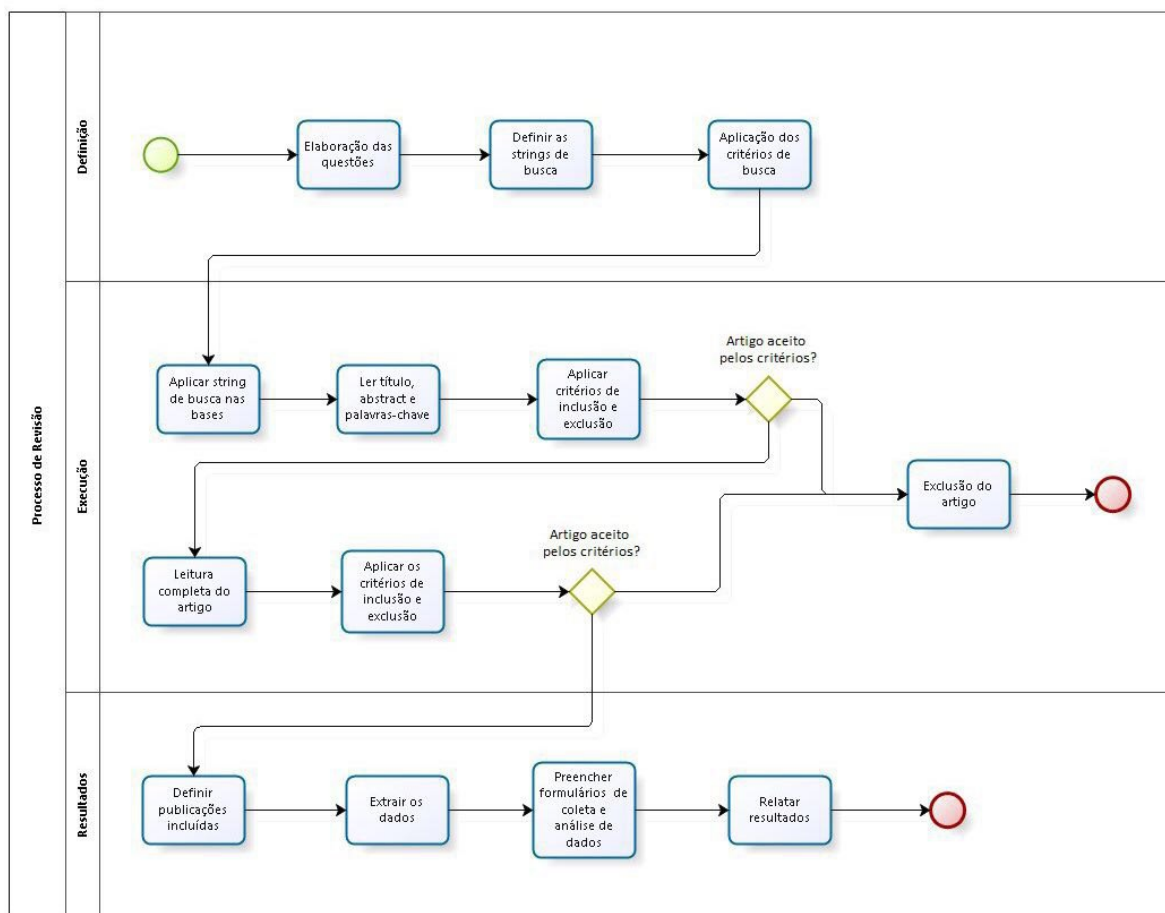 Processo de Revisão
Definição
Elaboração das
questões
Definir as
strings de
busca
Aplicação dos
critérios de
busca
Execução
Aplicar string
de busca nas
bases
Ler título,
abstract e
palavras-chave
Aplicar
critérios de
inclusão e
exclusão
Artigo aceito
pelos critérios?
Exclusão do
artigo
Leitura
completa do
artigo
Aplicar os
critérios de
inclusão e
exclusão
Artigo aceito
pelos critérios?
Resultados
Definir
publicações
incluídas
Extrair os
dados
Preencher
formulários de
coleta e
análise de
dados
Relatar
resultados